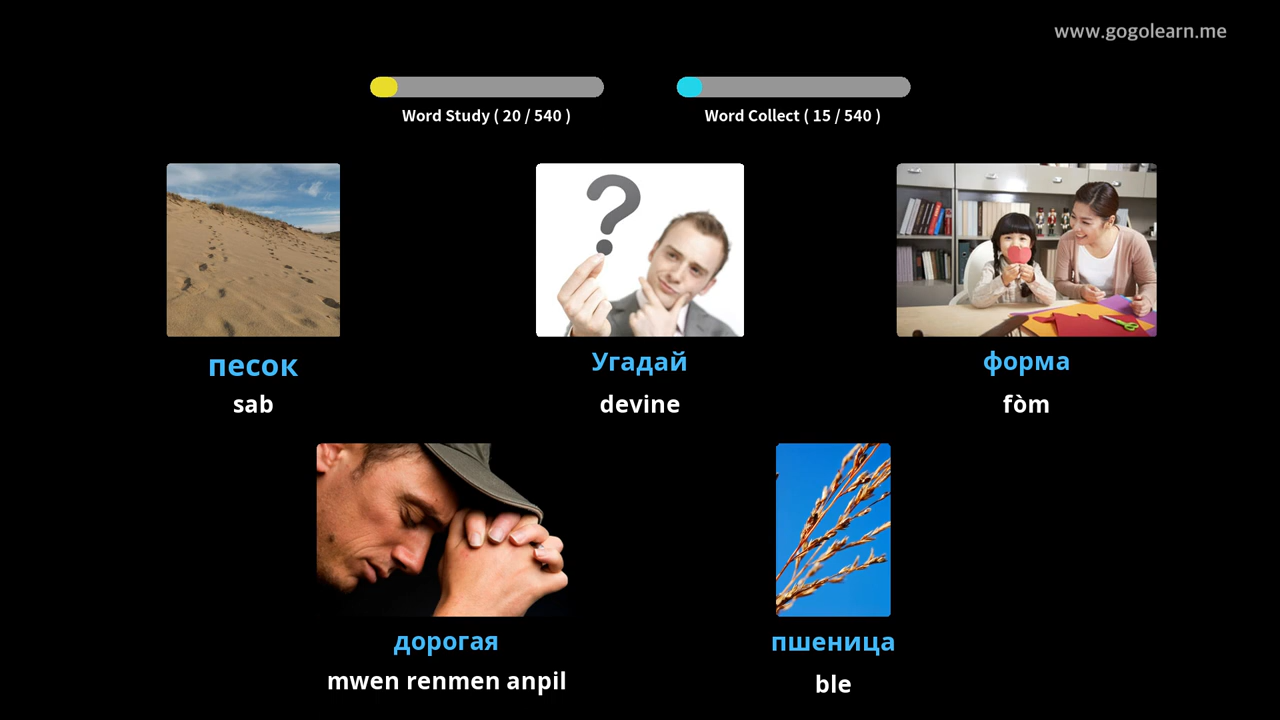 www.gogolearn.me
Word Study ( 20 / 540 )
Word Collect ( 15 / 540 )
песок
sab
Угадай
devine
форма
fòm
дорогая
mwen renmen anpil
пшеница
ble